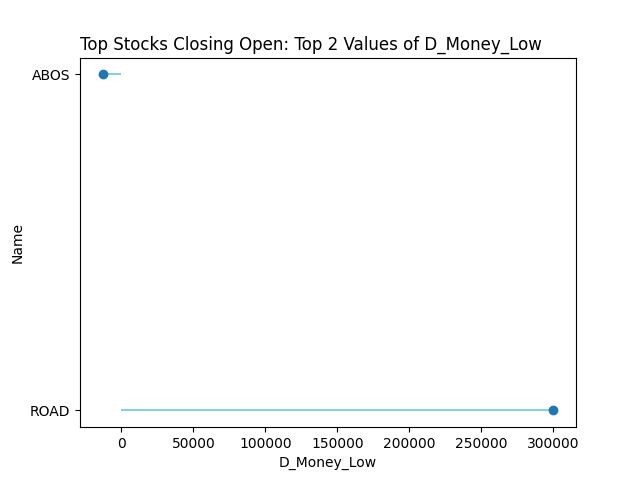 Top Stocks Closing Open: Top 2 Values of D_Money_Low
ABOS
Name
ROAD
0 50000 100000 150000 200000 250000 300000
D_Money_Low